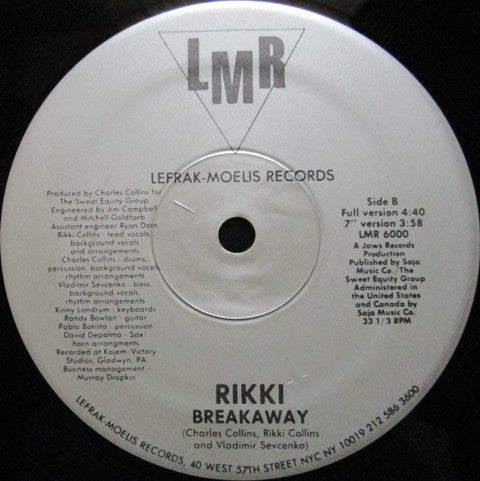 LMR
LEFRAK-MOELIS RECORDS
Produced by Charles Collins for
The Sweat Equity Group
Engineered by Jim Campbell
and Mitchell Goldfarb
Assistant engineer Ryan Dorn
Rikki Collins - lead vocals,
background vocals
and arrangements
Charles Collins - drums,
percussion, background vocals
rhythm arrangements
Vladimir Sevcenko - bass,
background vocals,
rhythm arrangements
Kinny Landrum - keyboards
Randy Bowlan - guitar
Pablo Batista - percussion
David Depalma - Sax/
horn arrangments
Recorded at Kajem/Victory
Studios, Gladwyn, PA
Business management -
Murray Dropkin
Side B
Full version 4:40
7" version 3:58
LMR 6000
A Jaws Records
Production
Published by Saja
Music Co./The
Sweet Equity Group
Administered in
the United States
and Canada by
Saja Music Co.
33 1/3 RPM
RIKKI
BREAKAWAY
(Charles Collins, Rikki Collins
and Vladimir Sevcenko)
LEFRAK-MOELIS RECORDS, 40 WEST 57TH STREET NYC NY 10019 212 586 3600